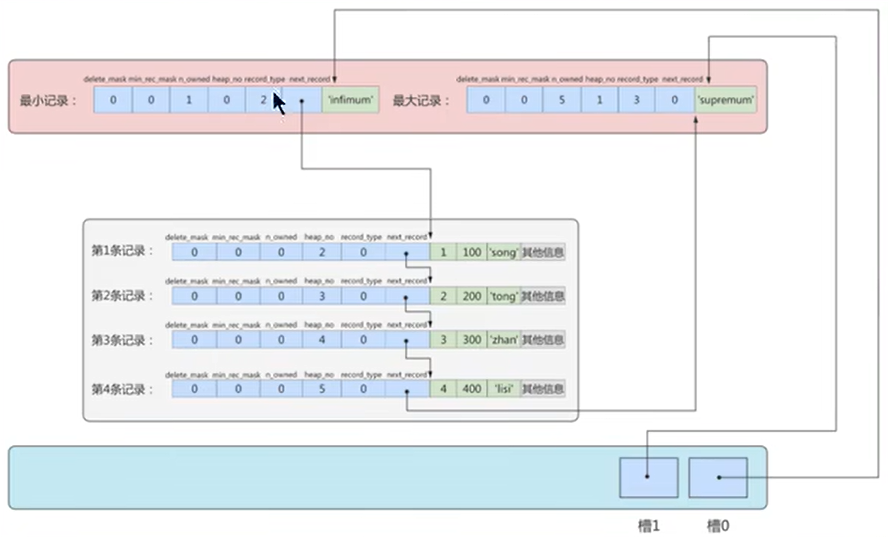 delete_mask min_rec_mask n_owned heap_no record_type next_record
最小记录： 0 0 1 0 2 'infimum'
delete_mask min_rec_mask n_owned heap_no record_type next_record
最大记录： 0 0 5 1 3 0 'supremum'
delete_mask min_rec_mask n_owned heap_no record_type next_record
第1条记录： 0 0 0 2 0 1 100 'song' 其他信息
delete_mask min_rec_mask n_owned heap_no record_type next_record
第2条记录： 0 0 0 3 0 2 200 'tong' 其他信息
delete_mask min_rec_mask n_owned heap_no record_type next_record
第3条记录： 0 0 0 4 0 3 300 'zhan' 其他信息
delete_mask min_rec_mask n_owned heap_no record_type next_record
第4条记录： 0 0 0 5 0 4 400 'lisi' 其他信息
槽1 槽0